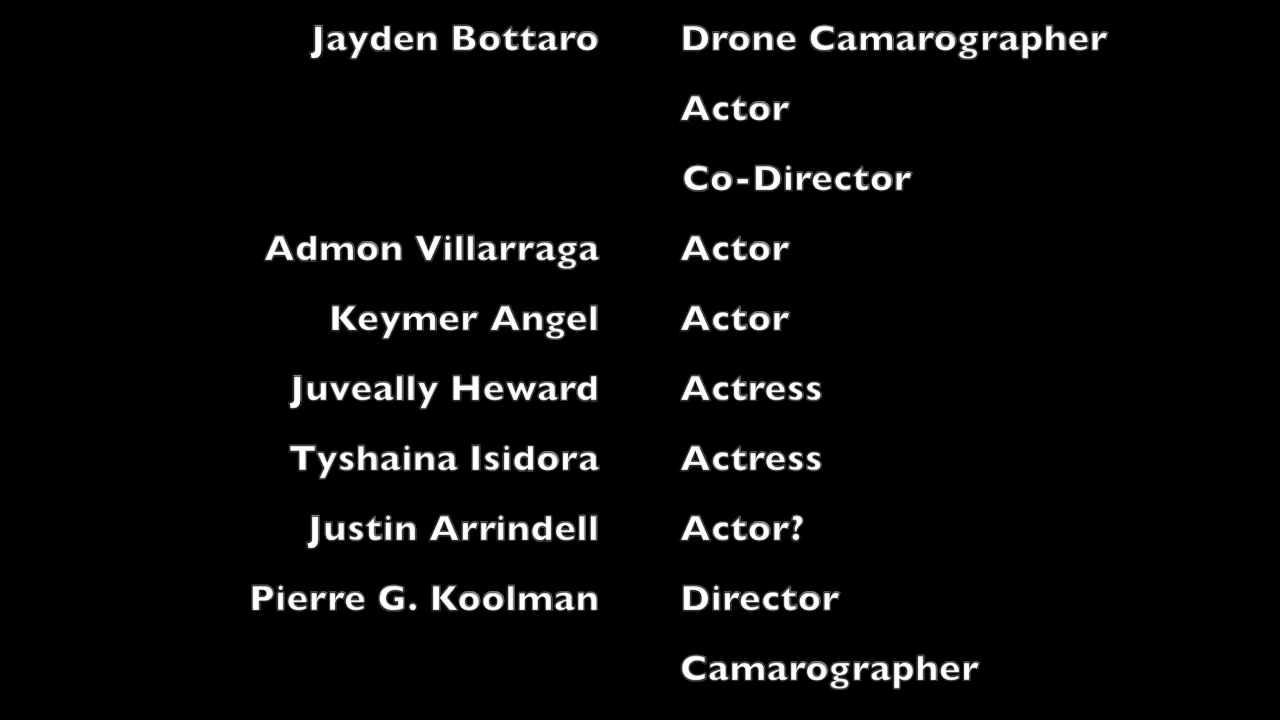 Jayden Bottaro Drone Camarographer
Actor
Co-Director
Admon Villarraga Actor
Keymer Angel Actor
Juveally Heward Actress
Tyshaina Isidora Actress
Justin Arrindell Actor?
Pierre G. Koolman Director
Camarographer